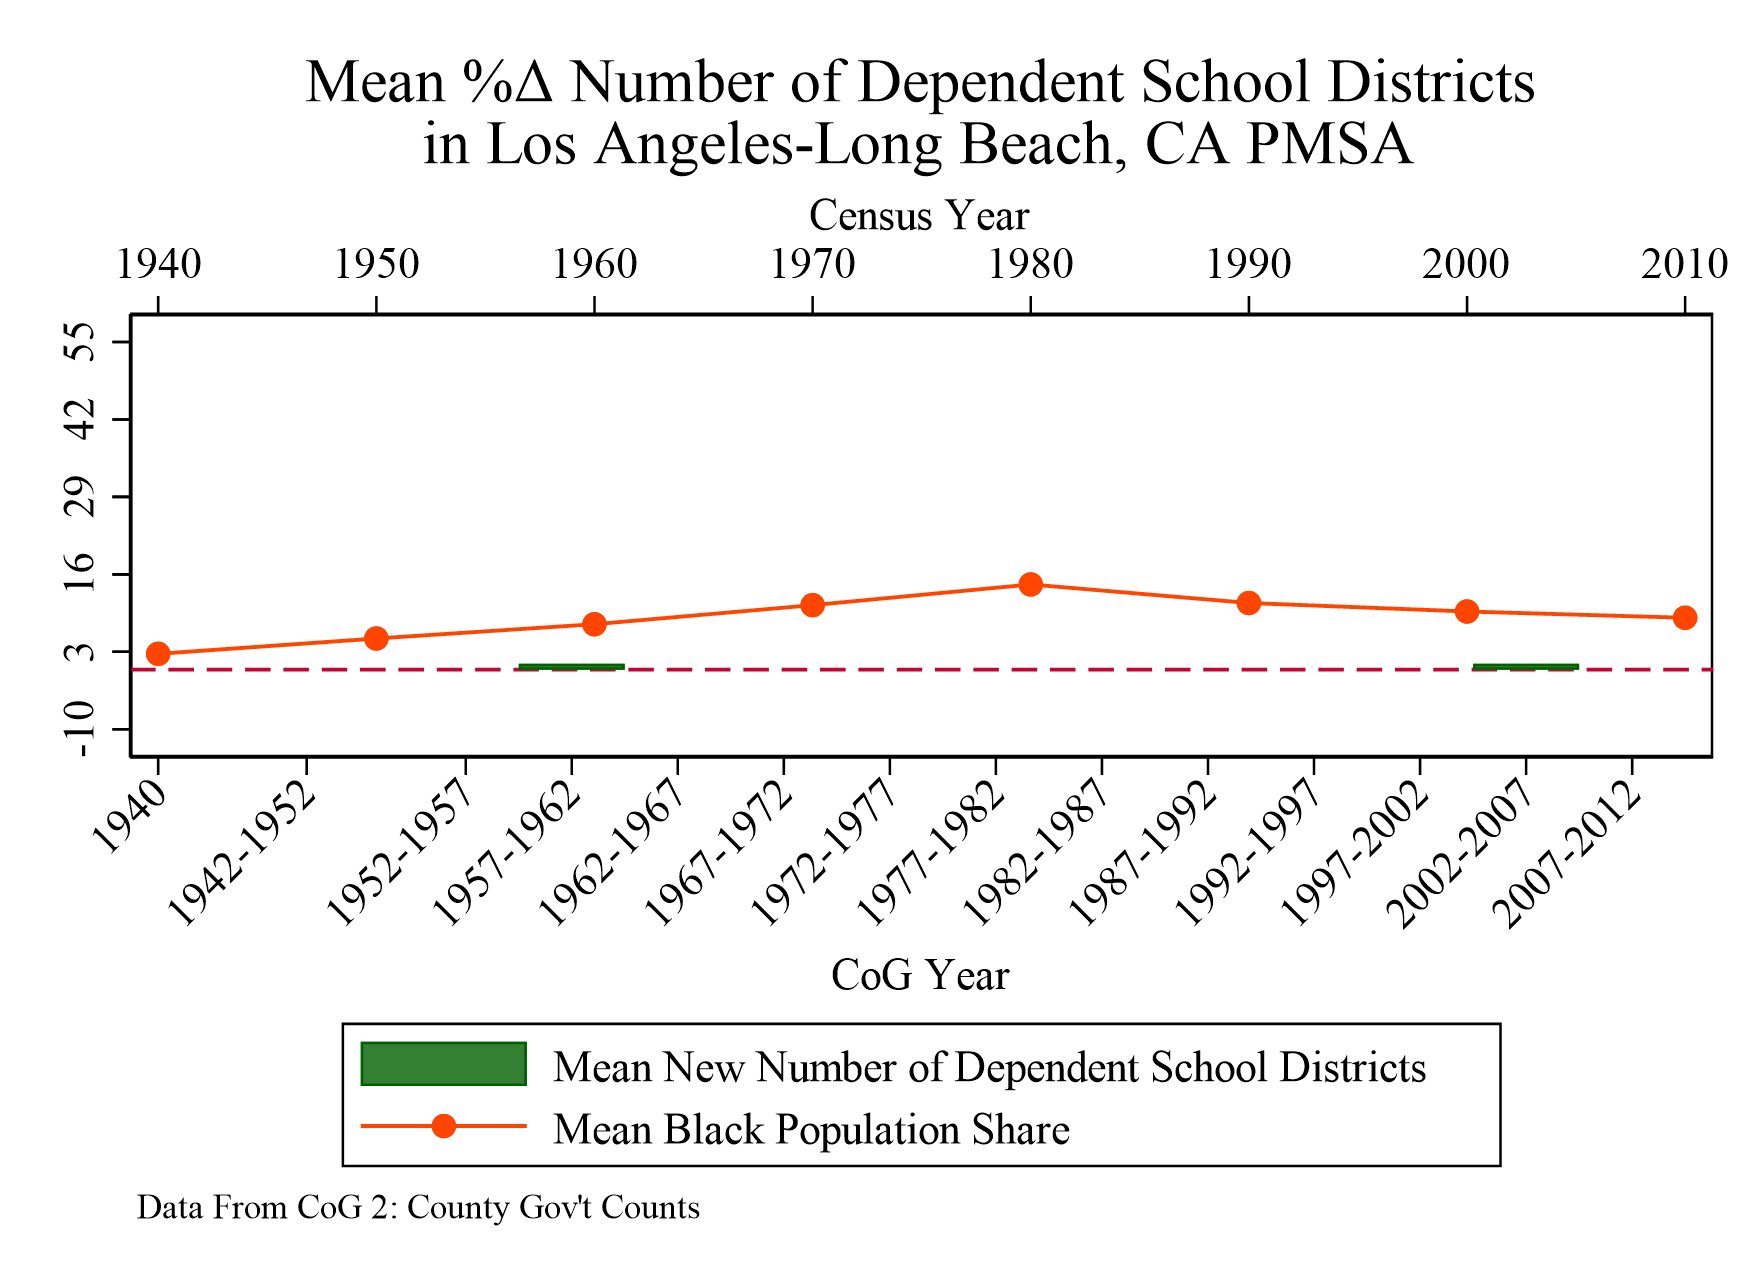 Mean %Δ Number of Dependent School Districts
in Los Angeles-Long Beach, CA PMSA
Census Year
1940 1950 1960 1970 1980 1990 2000 2010
55
42
29
16
3
-10
1940 1942-1952 1952-1957 1957-1962 1962-1967 1967-1972 1972-1977 1977-1982 1982-1987 1987-1992 1992-1997 1997-2002 2002-2007 2007-2012
CoG Year
Mean New Number of Dependent School Districts
Mean Black Population Share
Data From CoG 2: County Gov't Counts